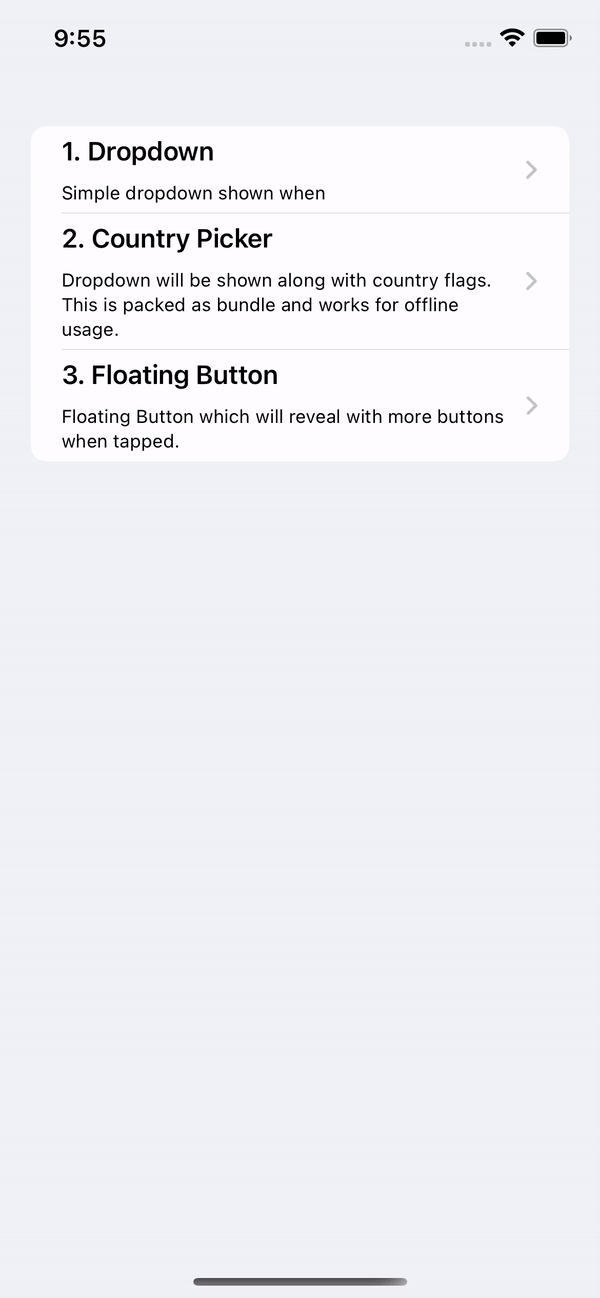 9:55
1. Dropdown
Simple dropdown shown when
2. Country Picker
Dropdown will be shown along with country flags.
This is packed as bundle and works for offline
usage.
3. Floating Button
Floating Button which will reveal with more buttons
when tapped.